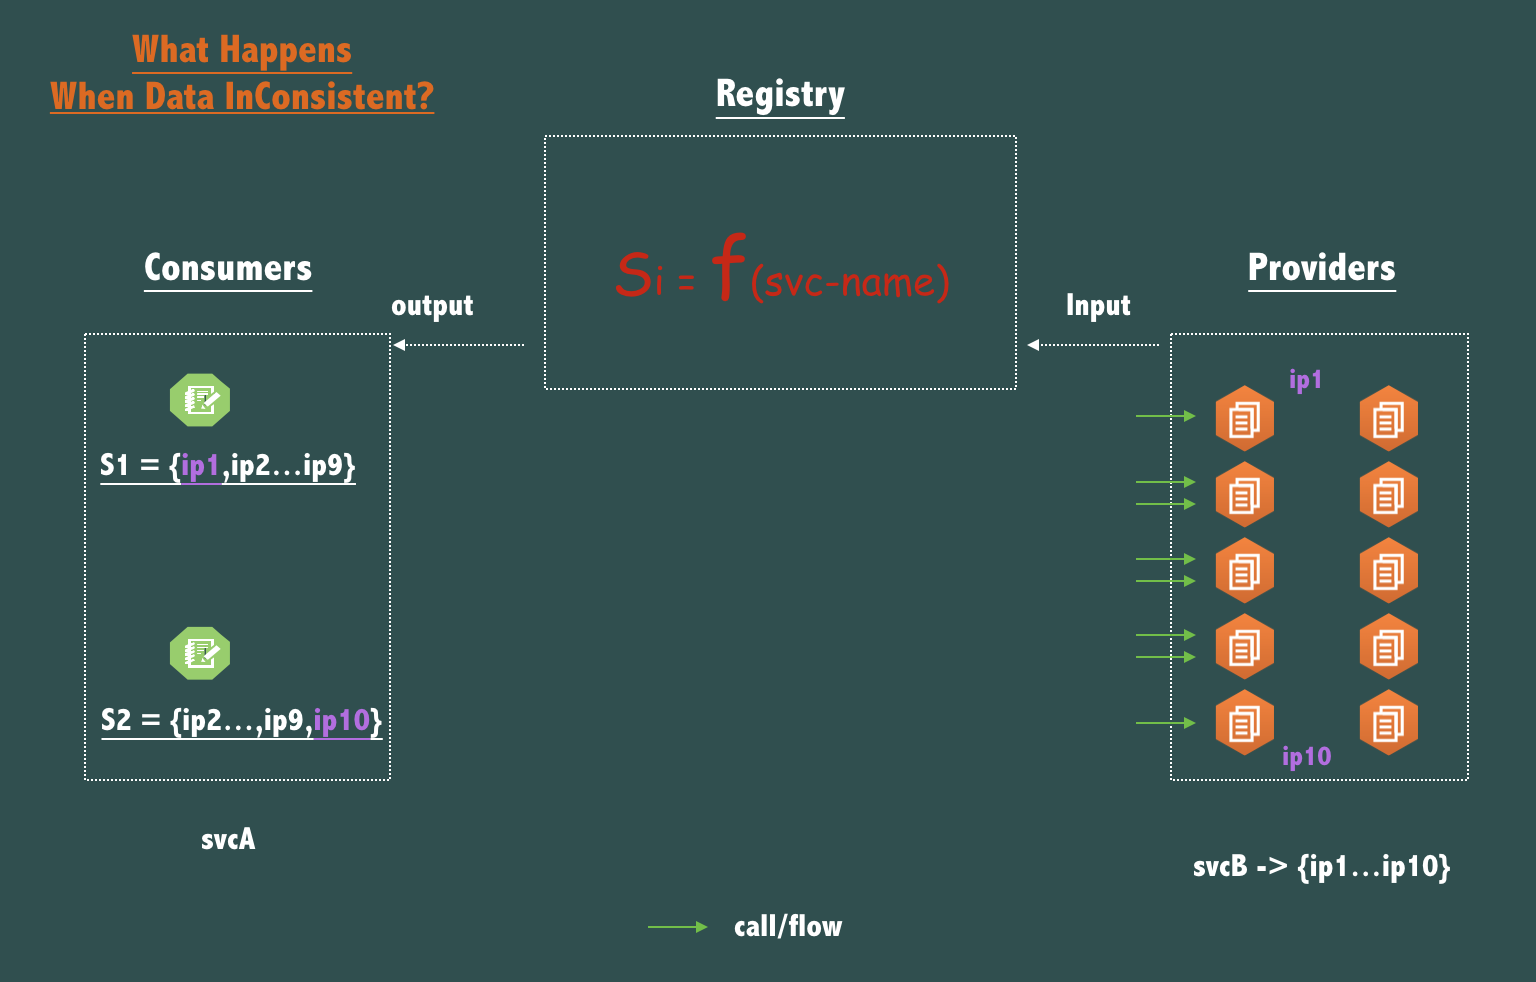 What Happens
When Data InConsistent?
Registry
Si = f(svc-name)
Consumers
output
Input
Providers
S1 = {ip1,ip2...ip9}
S2 = {ip2...,ip9,ip10}
svcA
ip1
ip10
svcB -> {ip1...ip10}
call/flow